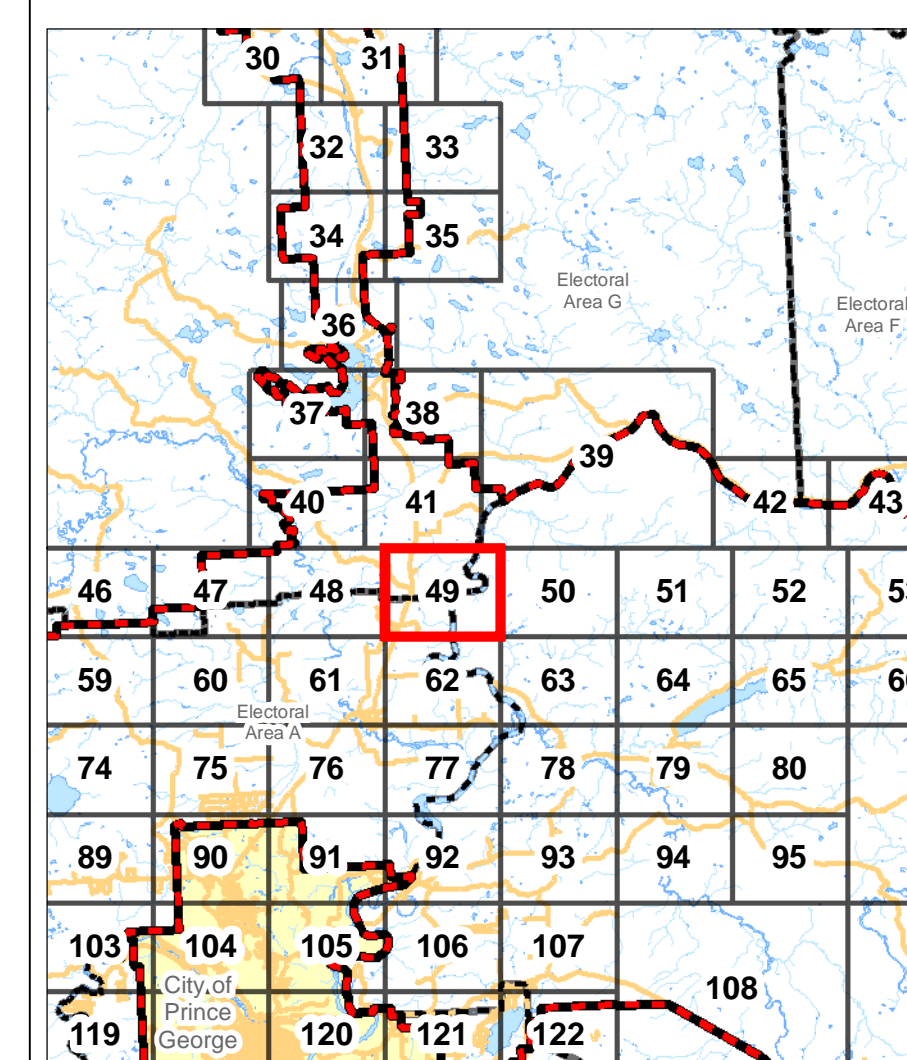 30 31
32 33
34 35
Electoral
Area G
Electoral
Area F
36
37 38
39
40 41 42 43
46 47 48 49 50 51 52
59 60 61 62 63 64 65
Electoral
Area A
74 75 76 77 78 79 80
89 90 91 92 93 94 95
103 104 105 106 107
City of
Prince
George
108
119 120 121 122